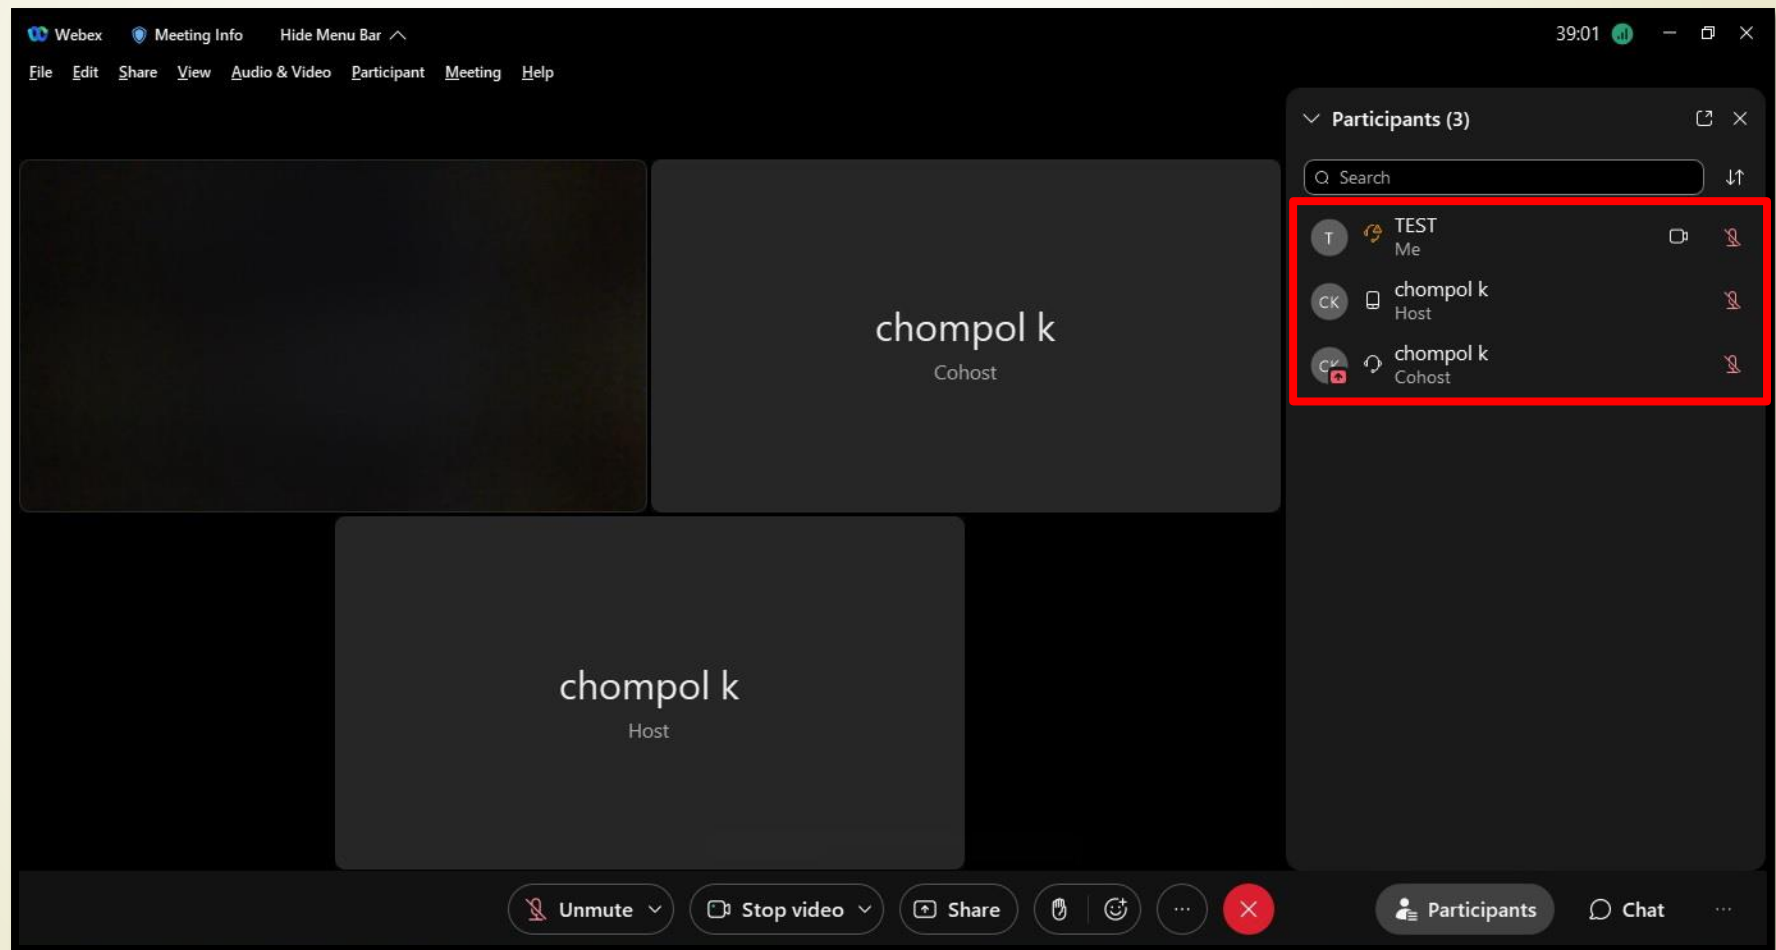 Webex Meeting Info Hide Menu Bar 39:01
File Edit Share View Audio & Video Participant Meeting Help
Participants (3)
Search
T TEST
Me
CK chompol k
Host
CK chompol k
Cohost
chompol k
Cohost
chompol k
Host
Unmute Stop video Share Participants Chat